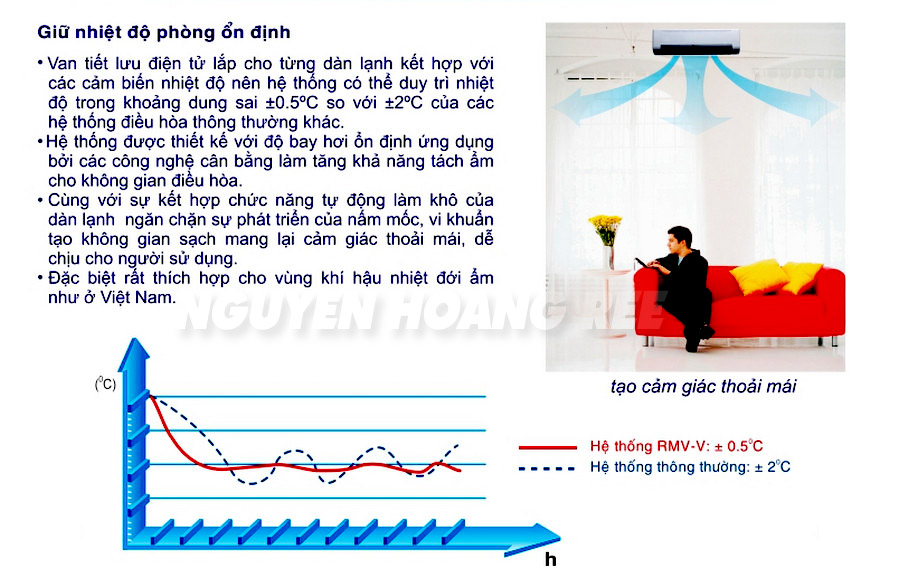 Giữ nhiệt độ phòng ổn định
• Van tiết lưu điện tử lắp cho từng dàn lạnh kết hợp với
các cảm biến nhiệt độ nên hệ thống có thể duy trì nhiệt
độ trong khoảng dung sai ±0.5ºC so với ±2ºC của các
hệ thống điều hòa thông thường khác.
• Hệ thống được thiết kế với độ bay hơi ổn định ứng dụng
bởi các công nghệ cân bằng làm tăng khả năng tách ẩm
cho không gian điều hòa.
• Cùng với sự kết hợp chức năng tự động làm khô của
dàn lạnh ngăn chặn sự phát triển của nấm mốc, vi khuẩn
tạo không gian sạch mang lại cảm giác thoải mái, dễ
chịu cho người sử dụng.
• Đặc biệt rất thích hợp cho vùng khí hậu nhiệt đới ẩm
như ở Việt Nam.
NGUYEN HOANG REE
tạo cảm giác thoải mái
(⁰C)
Hệ thống RMV-V: ± 0.5⁰C
Hệ thống thông thường: ± 2⁰C
h